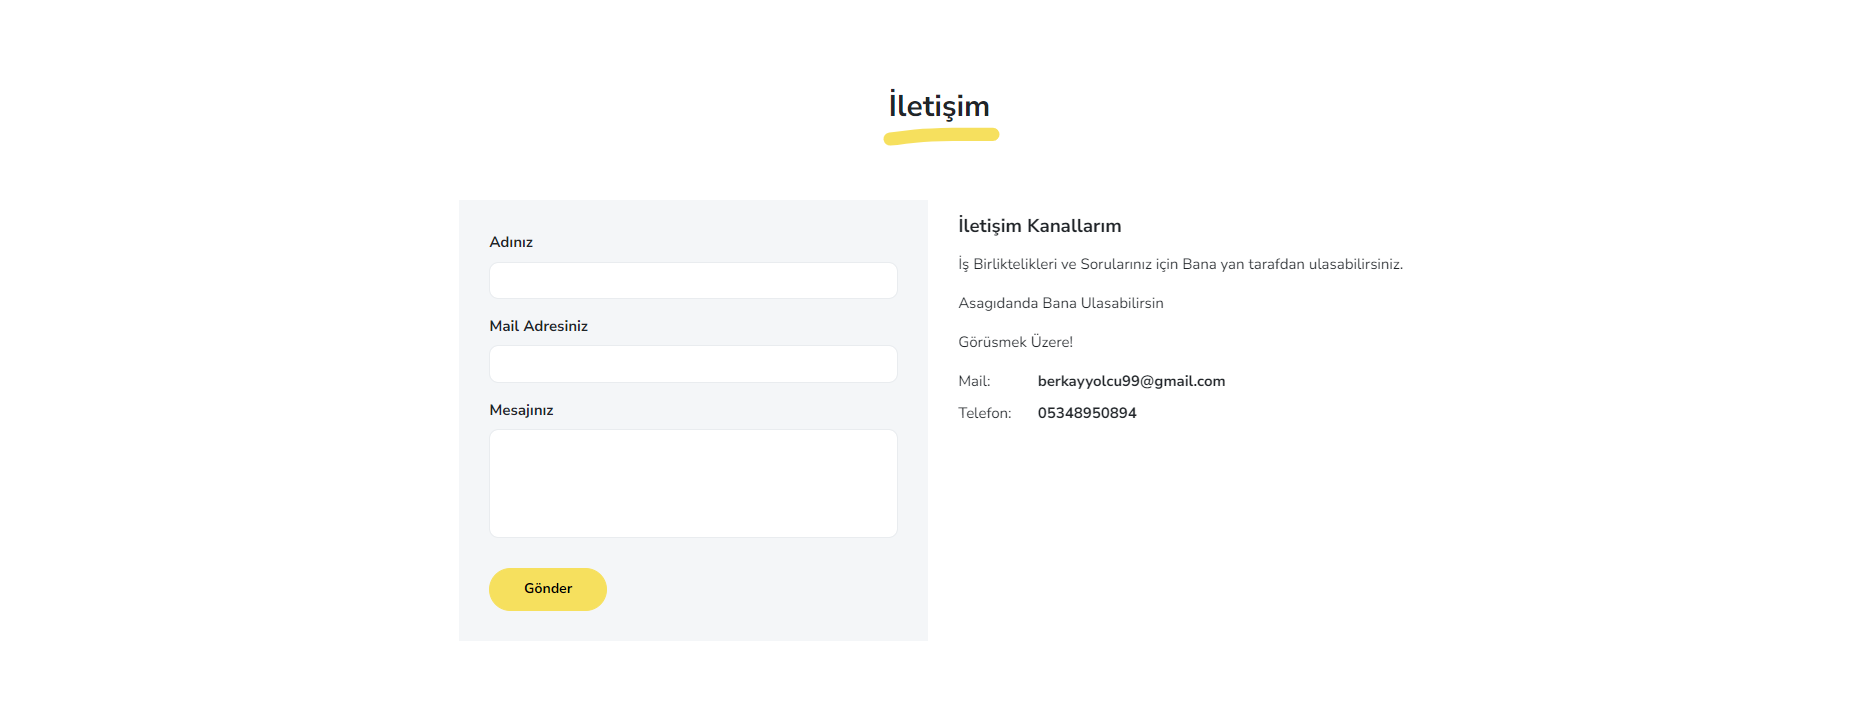 İletişim
Adınız
Mail Adresiniz
Mesajınız
Gönder
İletişim Kanallarım
İş Birliktelikleri ve Sorularınız için Bana yan tarafdan ulasabilirsiniz.
Asagıdanda Bana Ulasabilirsin
Görüsmek Üzere!
Mail: berkayyolcu99@gmail.com
Telefon: 05348950894